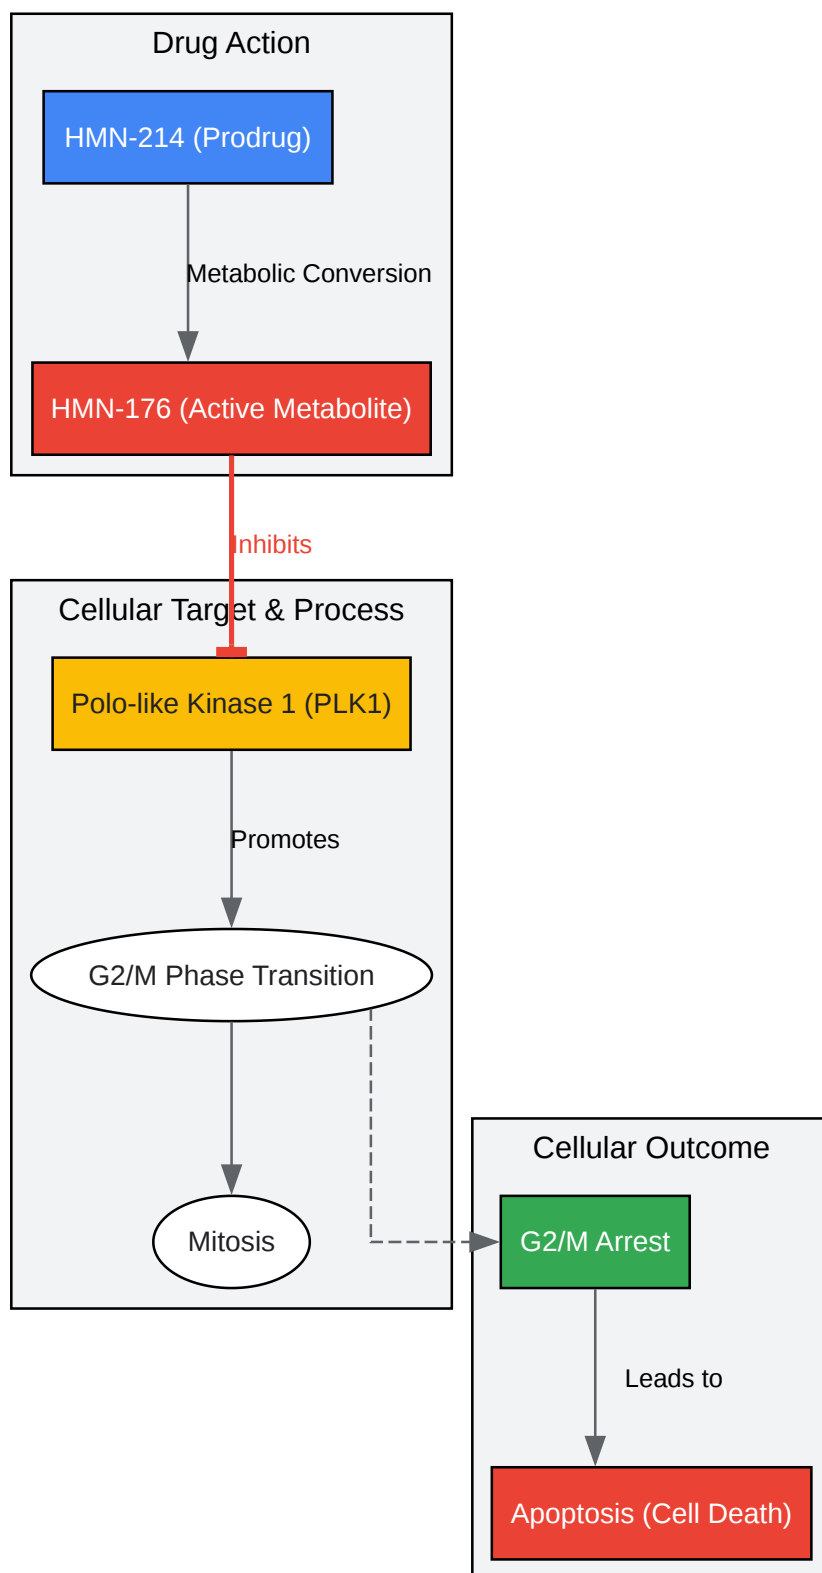 Drug Action
HMN-214 (Prodrug)
Metabolic Conversion
HMN-176 (Active Metabolite)
Inhibits
Cellular Target & Process
Polo-like Kinase 1 (PLK1)
Promotes
G2/M Phase Transition
Mitosis
Cellular Outcome
G2/M Arrest
Leads to
Apoptosis (Cell Death)